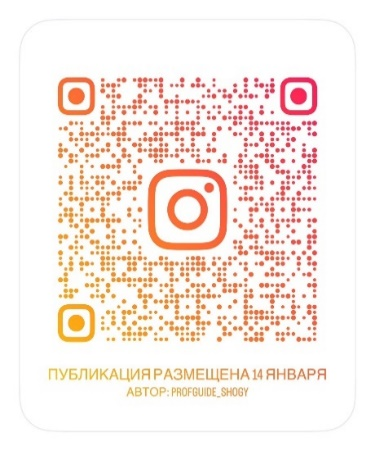 ПУБЛИКАЦИЯ РАЗМЕЩЕНА 14 ЯНВАРЯ
АВТОР: PROFGUIDE_SHOGY